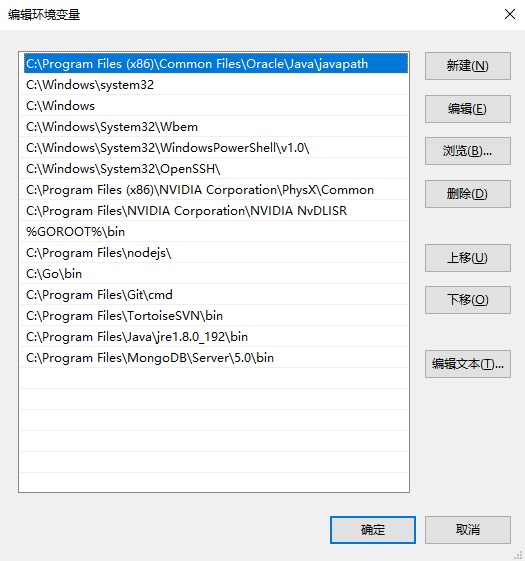 编辑环境变量
C:\Program Files (x86)\Common Files\Oracle\Java\javapath
C:\Windows\system32
C:\Windows
C:\Windows\System32\Wbem
C:\Windows\System32\WindowsPowerShell\v1.0\
C:\Windows\System32\OpenSSH\
C:\Program Files (x86)\NVIDIA Corporation\PhysX\Common
C:\Program Files\NVIDIA Corporation\NVIDIA NvDLISR
%GOROOT%\bin
C:\Program Files\nodejs\
C:\Go\bin
C:\Program Files\Git\cmd
C:\Program Files\TortoiseSVN\bin
C:\Program Files\Java\jre1.8.0_192\bin
C:\Program Files\MongoDB\Server\5.0\bin
新建(N)
编辑(E)
浏览(B)...
删除(D)
上移(U)
下移(O)
编辑文本(T)...
确定
取消